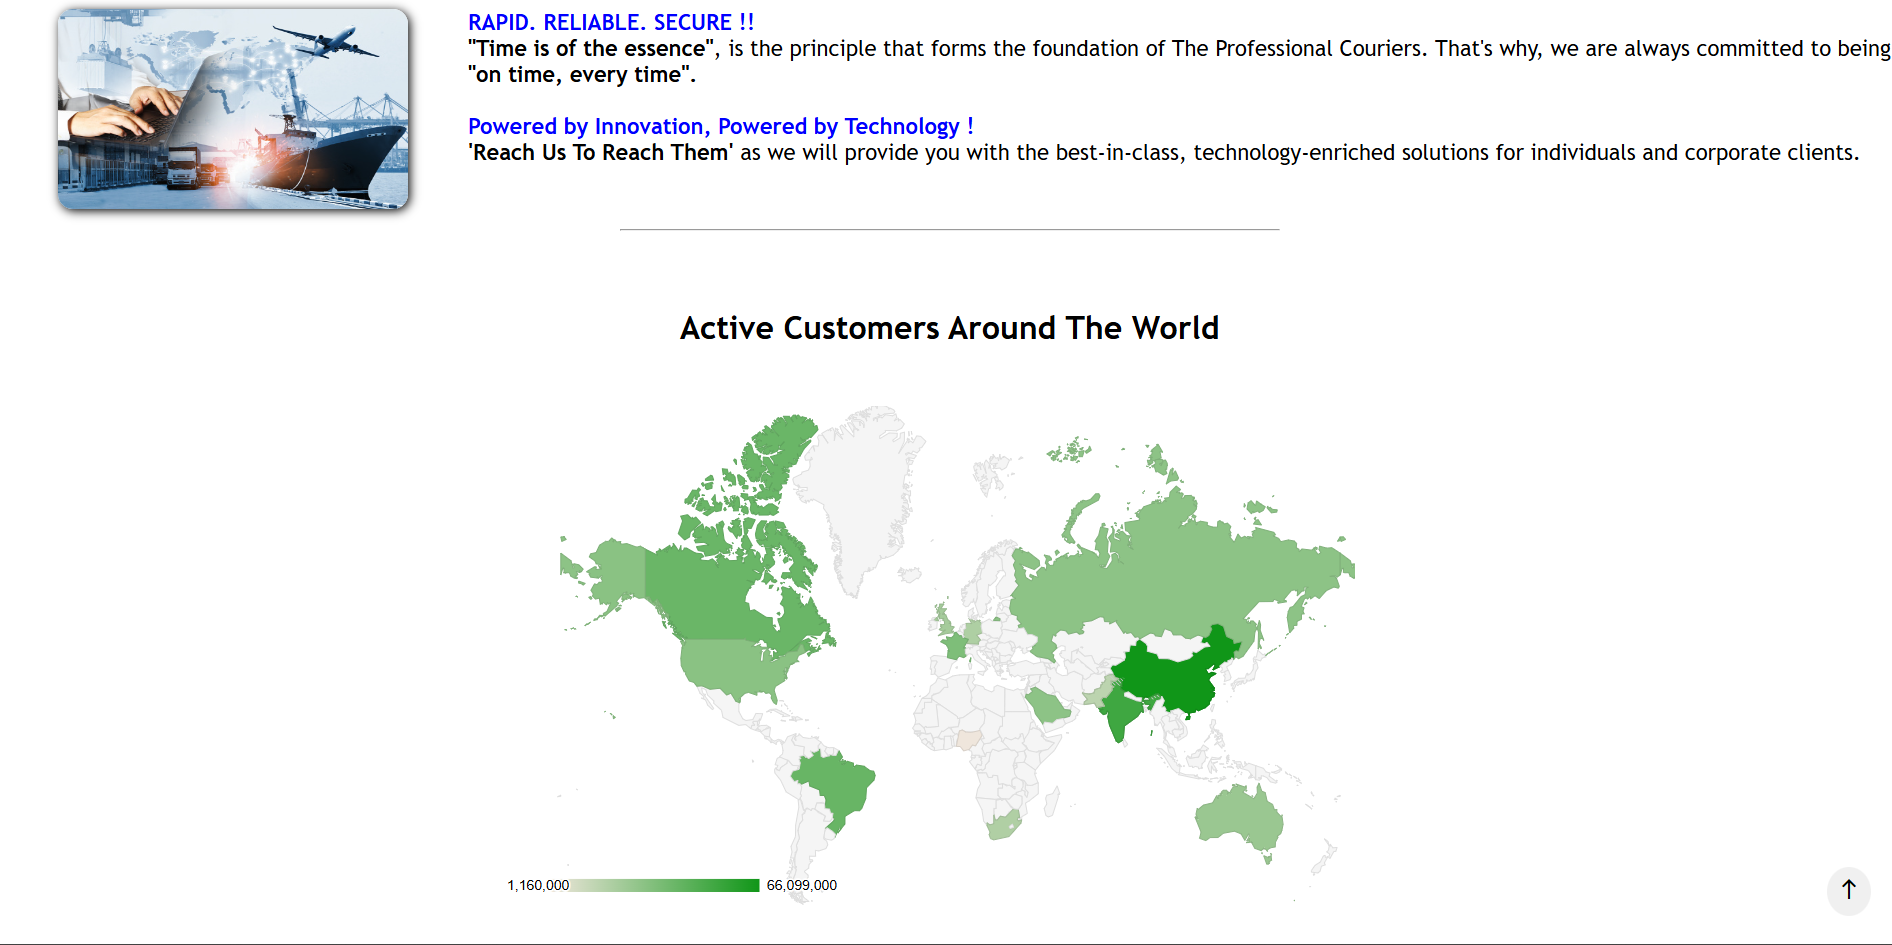 RAPID. RELIABLE. SECURE !!
"Time is of the essence", is the principle that forms the foundation of The Professional Couriers. That's why, we are always committed to being
"on time, every time".
Powered by Innovation, Powered by Technology !
'Reach Us To Reach Them' as we will provide you with the best-in-class, technology-enriched solutions for individuals and corporate clients.
Active Customers Around The World
1,160,000 66,099,000